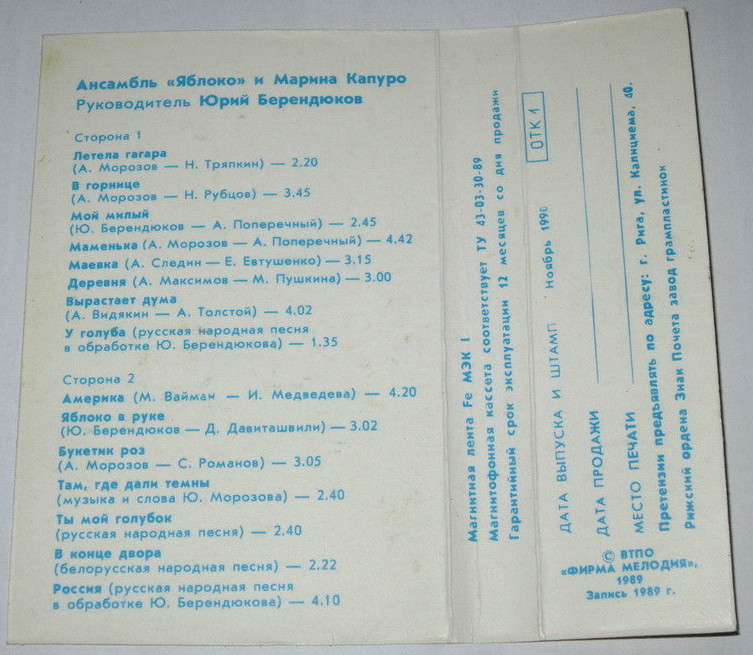 Ансамбль «Яблоко» и Марина Капуро
Руководитель Юрий Берендюков
Сторона 1
Летела гагара
(А. Морозов — Н. Тряпкин) — 2.20
В горнице
(А. Морозов — Н. Рубцов) — 3.45
Мой милый
(Ю. Берендюков — А. Поперечный) — 2.45
Маменька (А. Морозов — А. Поперечный) — 4.42
Маевка (А. Следин — Е. Евтушенко) — 3.15
Деревня (А. Максимов — М. Пушкина) — 3.00
Вырастает дума
(А. Видякин — А. Толстой) — 4.02
У голуба (русская народная песня
в обработке Ю. Берендюкова) — 1.35
Сторона 2
Америка (М. Вайман — И. Медведева) — 4.20
Яблоко в руке
(Ю. Берендюков — Д. Давиташвили) — 3.02
Букетик роз
(А. Морозов — С. Романов) — 3.05
Там, где дали темны
(музыка и слова Ю. Морозова) — 2.40
Ты мой голубок
(русская народная песня) — 2.40
В конце двора
(белорусская народная песня) — 2.22
Россия (русская народная песня
в обработке Ю. Берендюкова) — 4.10
Магнитная лента Fe МЭК I
Магнитофонная кассета соответствует ТУ 43-03-30-89
Гарантийный срок эксплуатации 12 месяцев со дня продажи
ОТК 1
ДАТА ВЫПУСКА И ШТАМП Ноябрь 1990
ДАТА ПРОДАЖИ
МЕСТО ПЕЧАТИ
Претензии предъявлять по адресу: г. Рига, ул. Калнциема, 40.
Рижский ордена Знак Почета завод грампластинок
© ВТПО
«ФИРМА МЕЛОДИЯ»,
1989
Запись 1989 г.